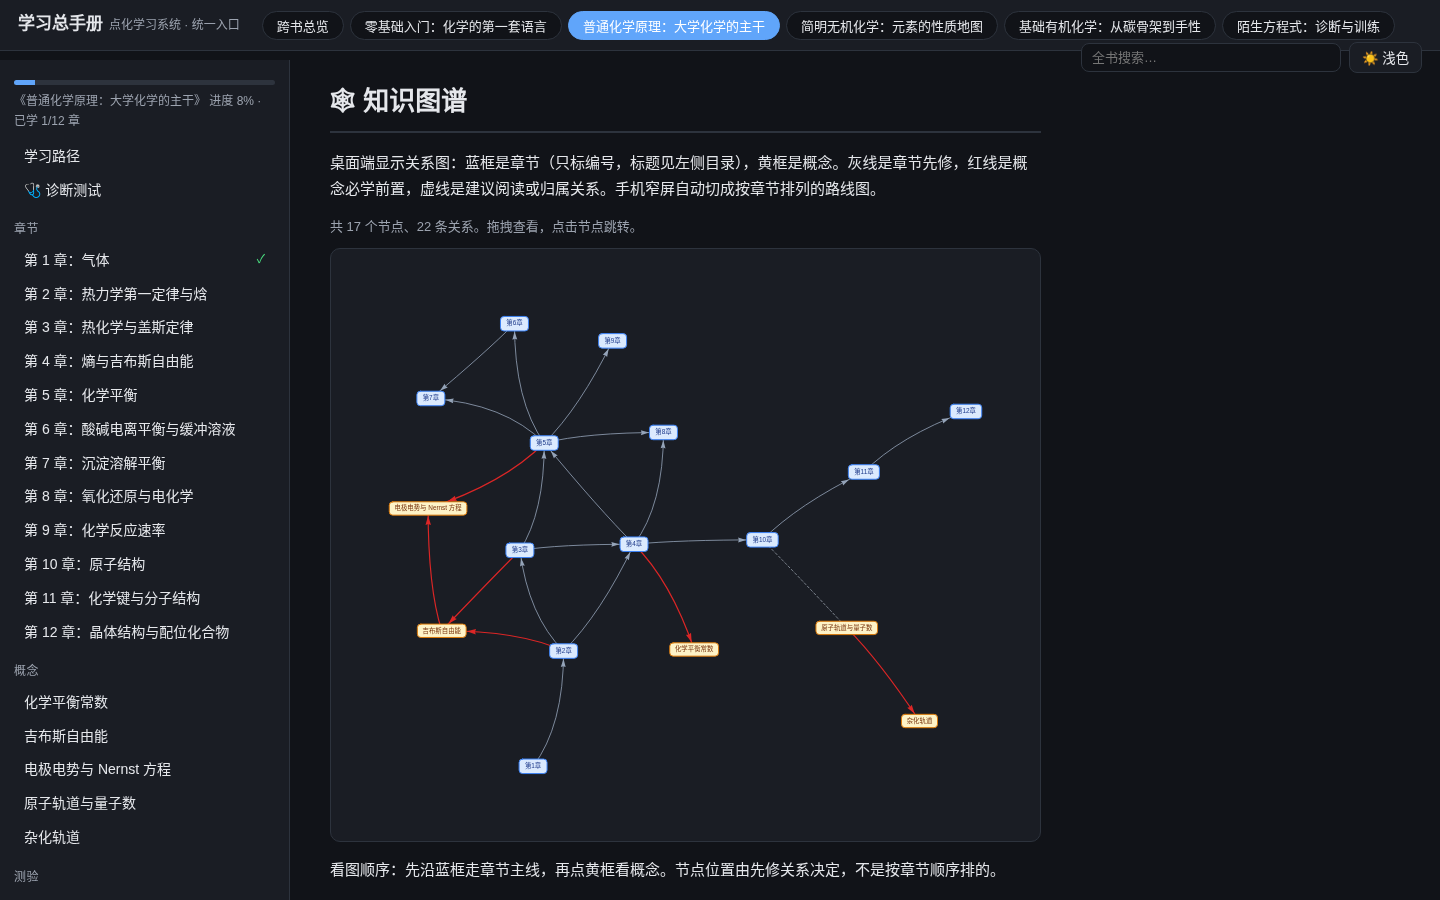 学习总手册 点化学习系统 · 统一入口
跨书总览
零基础入门：化学的第一套语言
普通化学原理：大学化学的主干
简明无机化学：元素的性质地图
基础有机化学：从碳骨架到手性
陌生方程式：诊断与训练
全书搜索…
☀️ 浅色
《普通化学原理：大学化学的主干》 进度 8% ·
已学 1/12 章
学习路径
🩺 诊断测试
章节
第 1 章：气体 ✓
第 2 章：热力学第一定律与焓
第 3 章：热化学与盖斯定律
第 4 章：熵与吉布斯自由能
第 5 章：化学平衡
第 6 章：酸碱电离平衡与缓冲溶液
第 7 章：沉淀溶解平衡
第 8 章：氧化还原与电化学
第 9 章：化学反应速率
第 10 章：原子结构
第 11 章：化学键与分子结构
第 12 章：晶体结构与配位化合物
概念
化学平衡常数
吉布斯自由能
电极电势与 Nernst 方程
原子轨道与量子数
杂化轨道
测验
🕸 知识图谱
桌面端显示关系图：蓝框是章节（只标编号，标题见左侧目录），黄框是概念。灰线是章节先修，红线是概
念必学前置，虚线是建议阅读或归属关系。手机窄屏自动切成按章节排列的路线图。
共 17 个节点、22 条关系。拖拽查看，点击节点跳转。
第6章
第9章
第7章
第12章
第8章
第5章
第11章
电极电势与 Nernst 方程
第10章
第4章
第3章
原子轨道与量子数
吉布斯自由能
化学平衡常数
第2章
杂化轨道
第1章
看图顺序：先沿蓝框走章节主线，再点黄框看概念。节点位置由先修关系决定，不是按章节顺序排的。